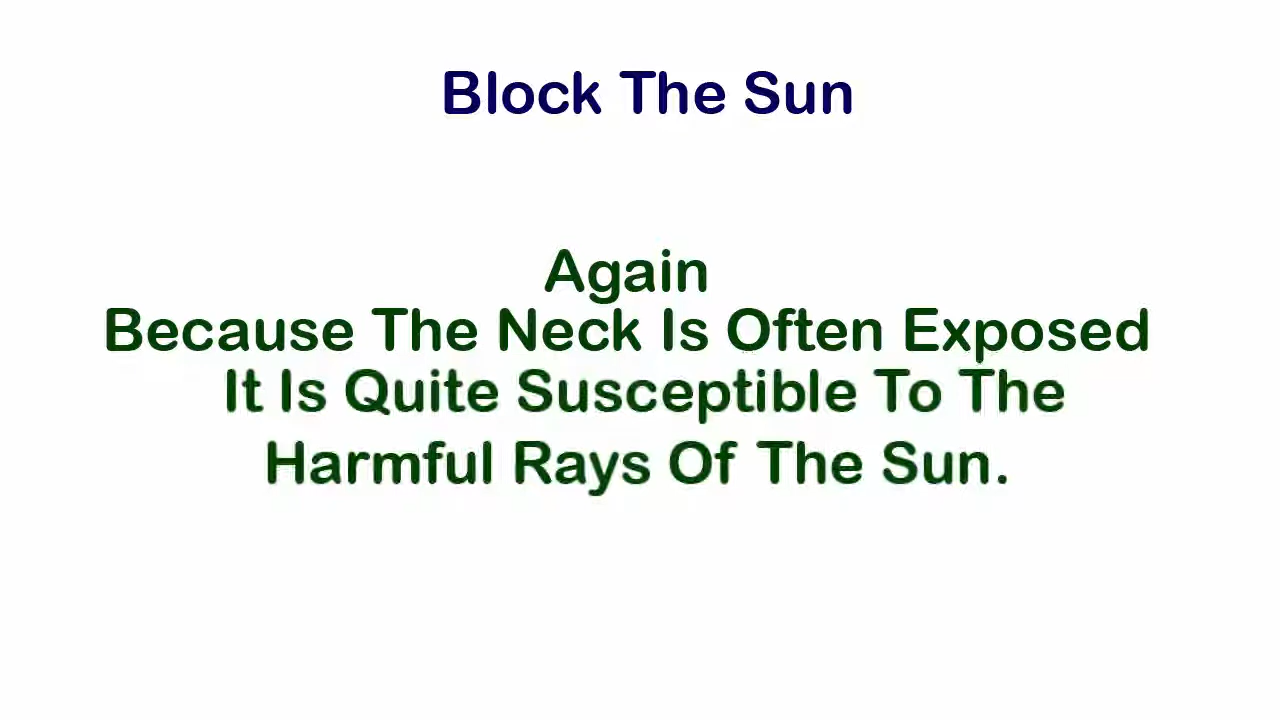 Block The Sun
Again
Because The Neck Is Often Exposed
It Is Quite Susceptible To The
Harmful Rays Of The Sun.